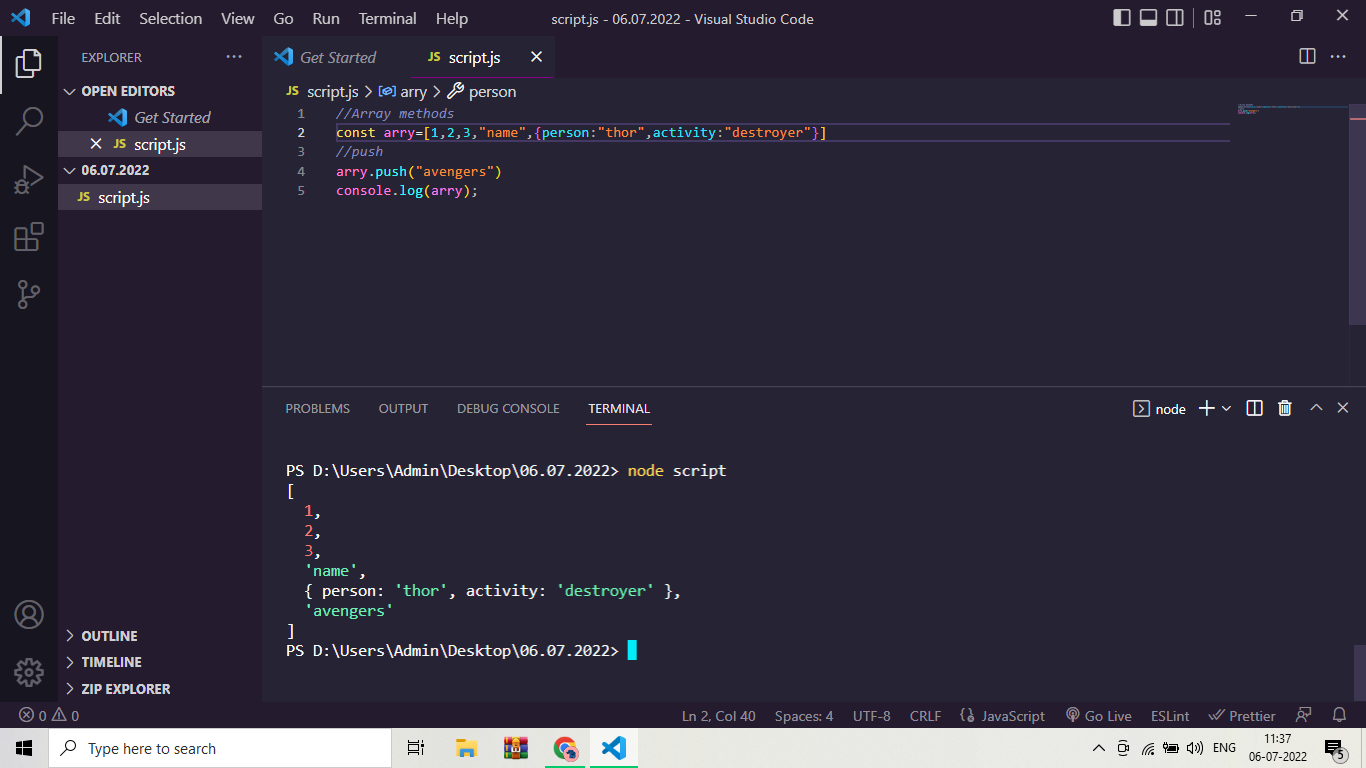 File Edit Selection View Go Run Terminal Help script.js - 06.07.2022 - Visual Studio Code
EXPLORER
OPEN EDITORS
Get Started
JS script.js
06.07.2022
JS script.js
OUTLINE
TIMELINE
ZIP EXPLORER
Get Started JS script.js
JS script.js > arry > person
1 //Array methods
2 const arry=[1,2,3,"name",{person:"thor",activity:"destroyer"}]
3 //push
4 arry.push("avengers")
5 console.log(arry);
PROBLEMS OUTPUT DEBUG CONSOLE TERMINAL node
PS D:\Users\Admin\Desktop\06.07.2022> node script
[
1,
2,
3,
'name',
{ person: 'thor', activity: 'destroyer' },
'avengers'
]
PS D:\Users\Admin\Desktop\06.07.2022>
0 0 Ln 2, Col 40 Spaces: 4 UTF-8 CRLF JavaScript Go Live ESLint Prettier
Type here to search ENG 11:37
06-07-2022 5